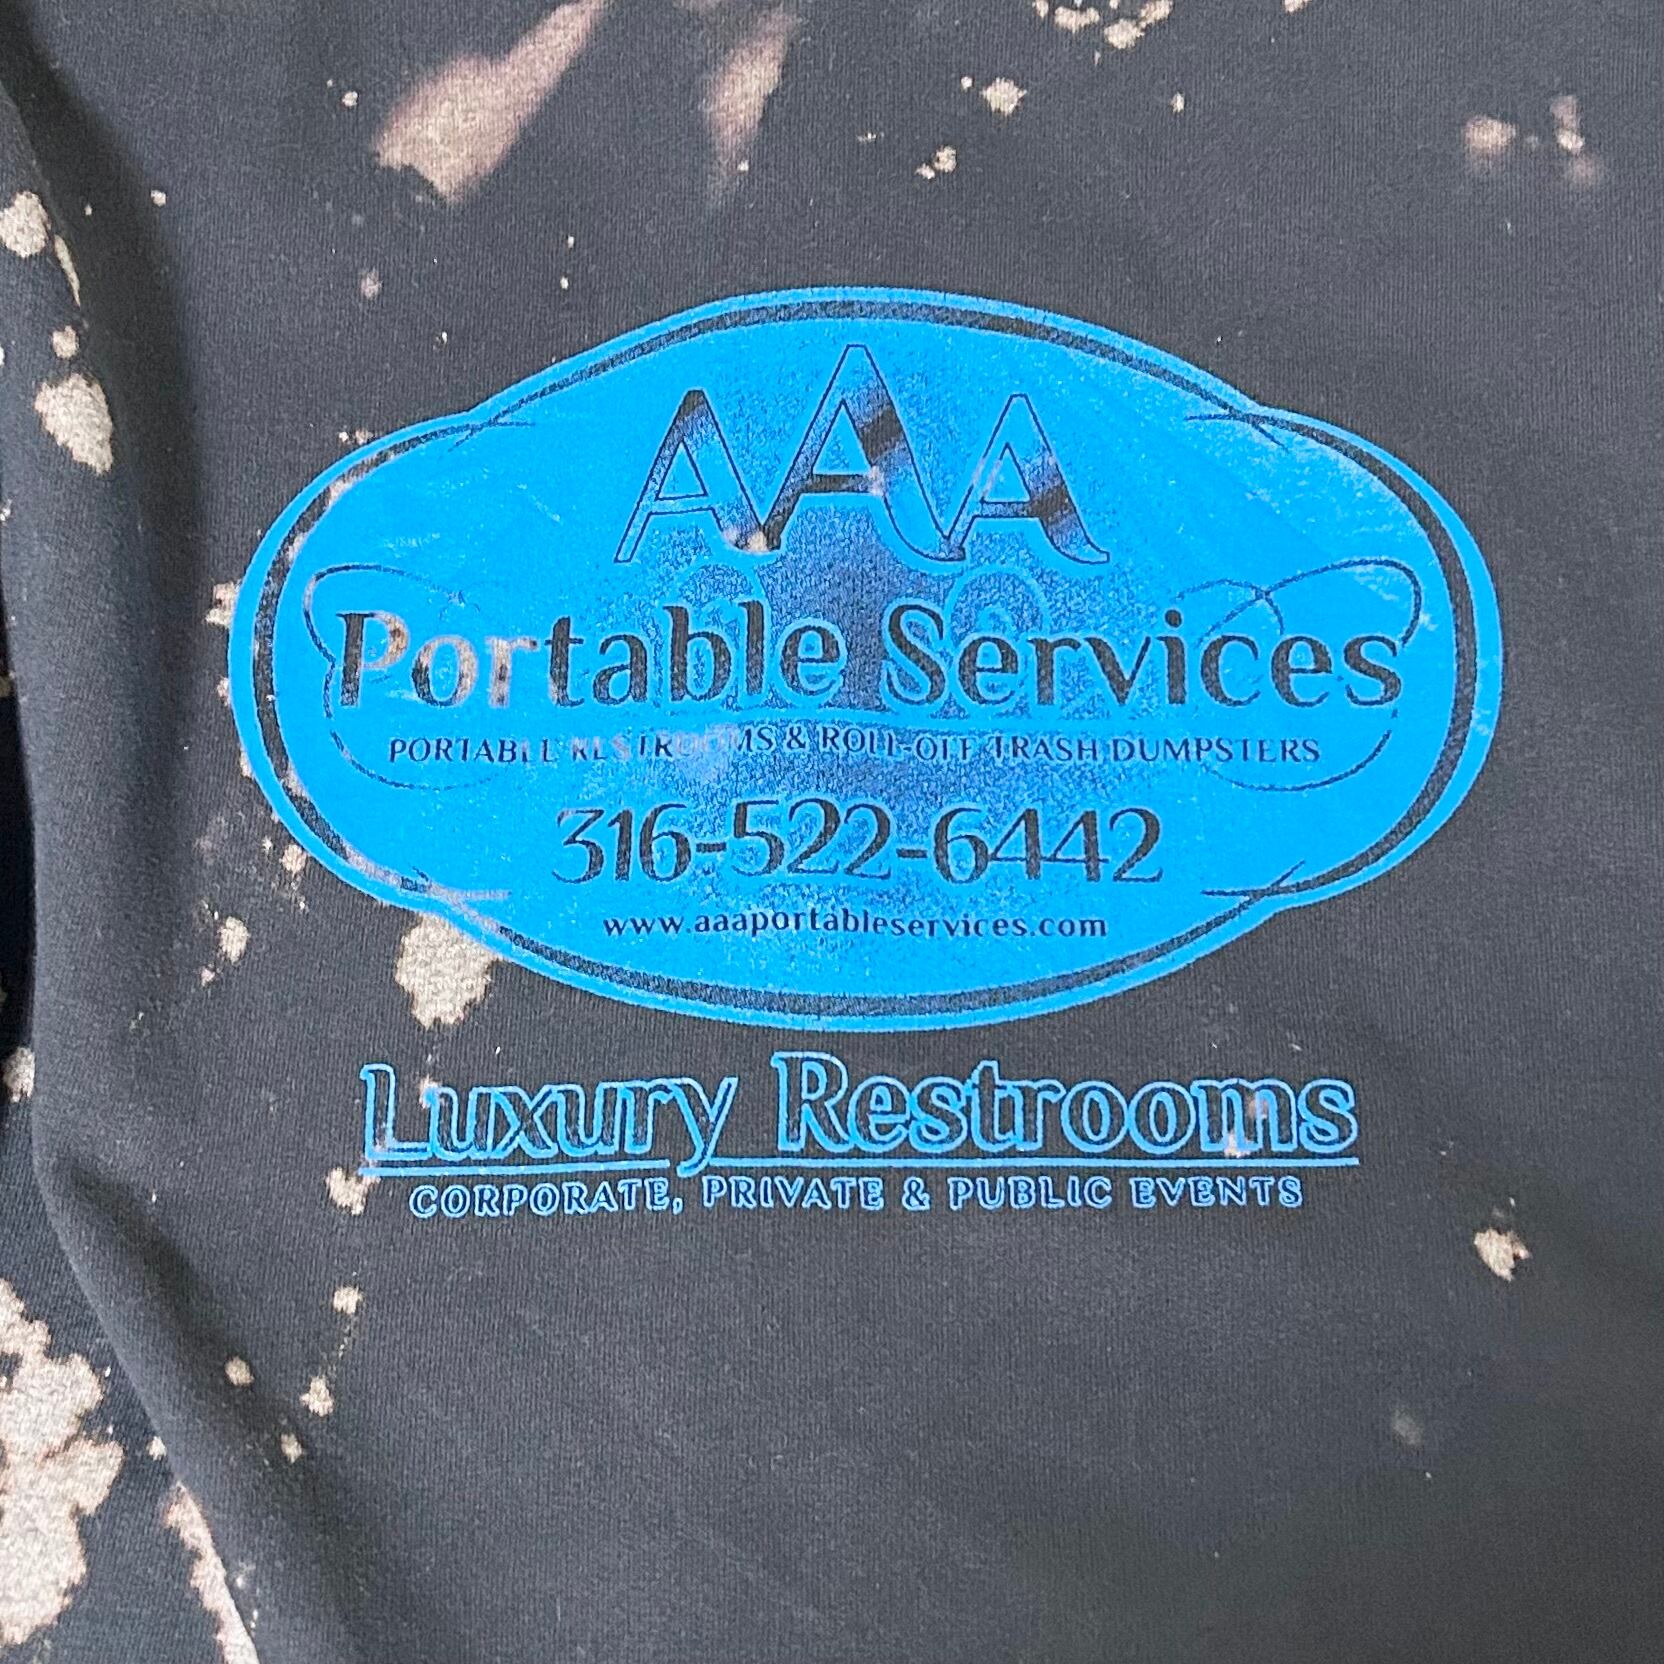 AAA
Portable Services
PORTABLE RESTROOMS & ROLL-OFF TRASH DUMPSTERS
316-522-6442
www.aaaportableservices.com
Luxury Restrooms
CORPORATE, PRIVATE & PUBLIC EVENTS